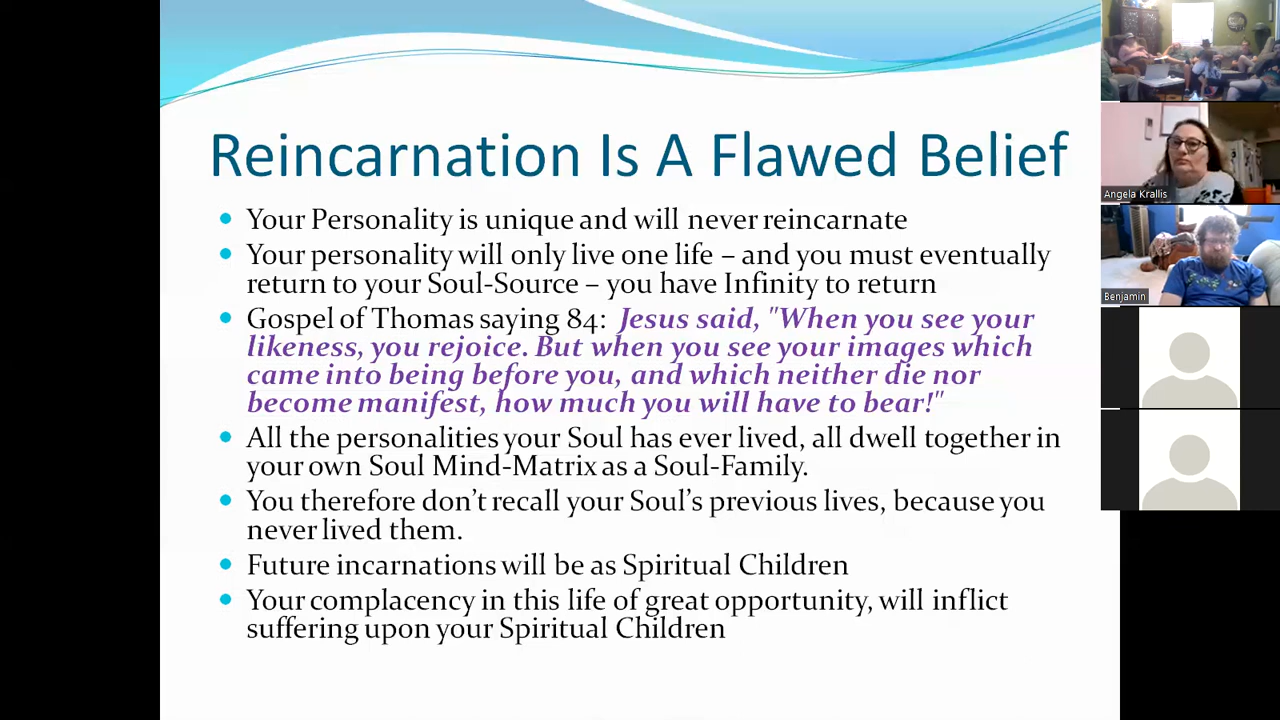 Reincarnation Is A Flawed Belief
Your Personality is unique and will never reincarnate
Your personality will only live one life – and you must eventually
return to your Soul-Source – you have Infinity to return
Gospel of Thomas saying 84: Jesus said, "When you see your
likeness, you rejoice. But when you see your images which
came into being before you, and which neither die nor
become manifest, how much you will have to bear!"
All the personalities your Soul has ever lived, all dwell together in
your own Soul Mind-Matrix as a Soul-Family.
You therefore don't recall your Soul's previous lives, because you
never lived them.
Future incarnations will be as Spiritual Children
Your complacency in this life of great opportunity, will inflict
suffering upon your Spiritual Children
Angela Krallis
Benjamin